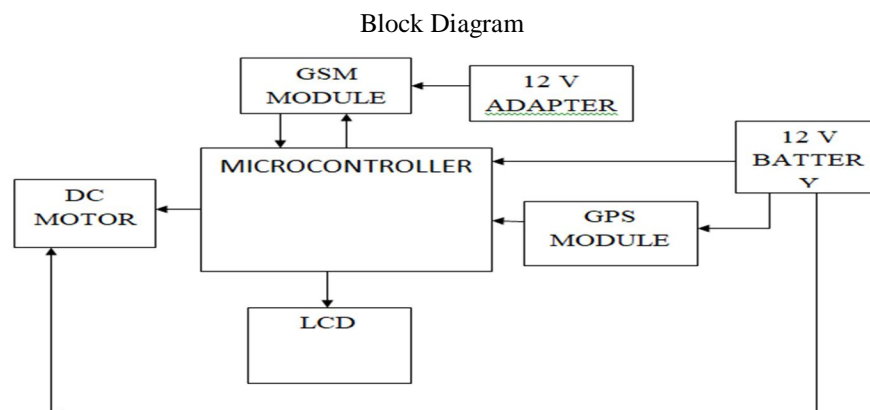 Block Diagram
GSM
MODULE
12 V
ADAPTER
12 V
BATTER
Y
MICROCONTROLLER
DC
MOTOR
GPS
MODULE
LCD